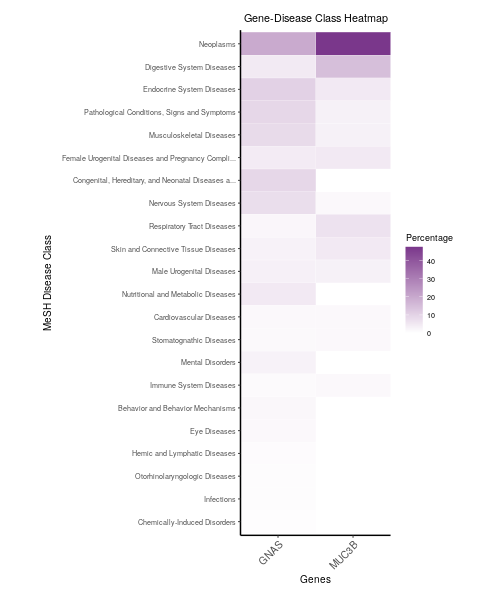 Gene-Disease Class Heatmap
Neoplasms
Digestive System Diseases
Endocrine System Diseases
Pathological Conditions, Signs and Symptoms
Musculoskeletal Diseases
Female Urogenital Diseases and Pregnancy Compli...
Congenital, Hereditary, and Neonatal Diseases a...
Nervous System Diseases
Respiratory Tract Diseases
Skin and Connective Tissue Diseases
Male Urogenital Diseases
Nutritional and Metabolic Diseases
Cardiovascular Diseases
Stomatognathic Diseases
Mental Disorders
Immune System Diseases
Behavior and Behavior Mechanisms
Eye Diseases
Hemic and Lymphatic Diseases
Otorhinolaryngologic Diseases
Infections
Chemically-Induced Disorders
MeSH Disease Class
GNAS
MUC3B
Genes
Percentage
40
30
20
10
0